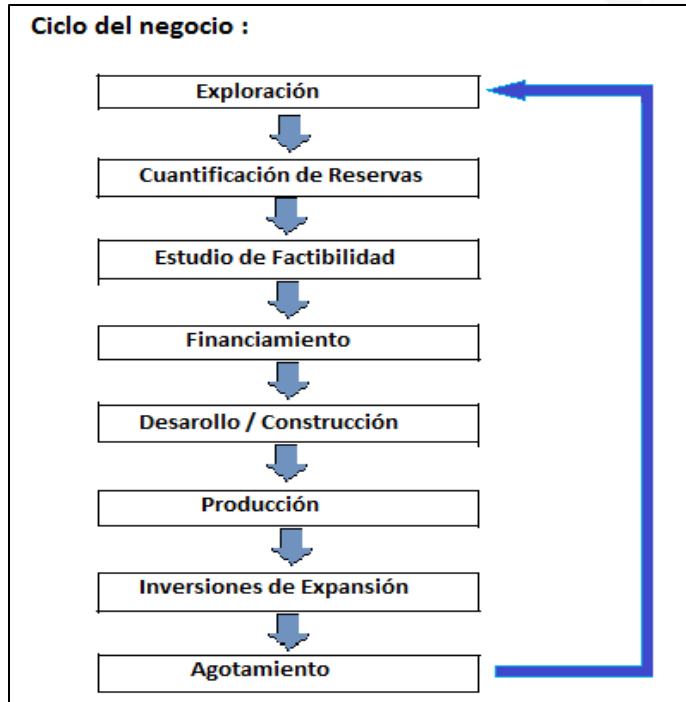 Ciclo del negocio :
Exploración
Cuantificación de Reservas
Estudio de Factibilidad
Financiamiento
Desarollo / Construcción
Producción
Inversiones de Expansión
Agotamiento